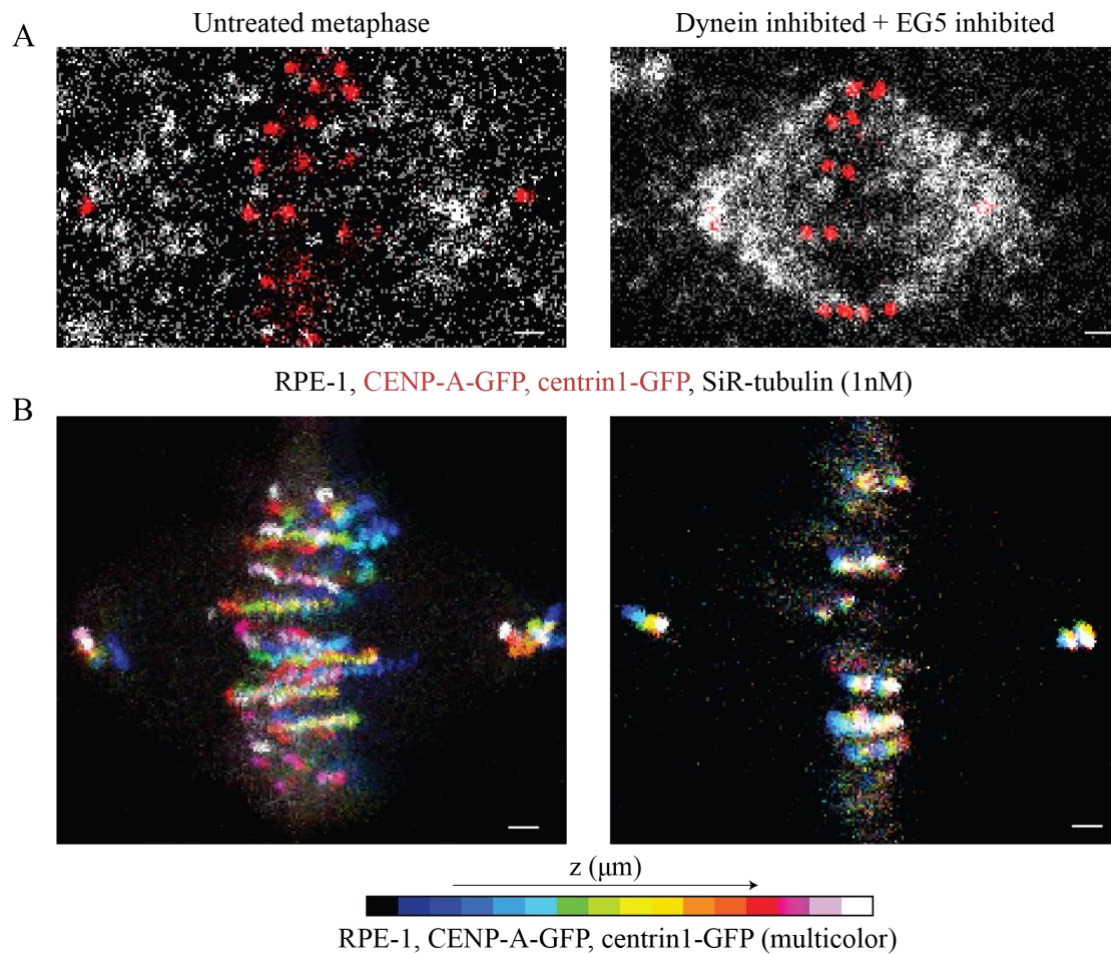 A
Untreated metaphase
Dynein inhibited + EG5 inhibited
RPE-1, CENP-A-GFP, centrin1-GFP, SiR-tubulin (1nM)
B
z (μm)
RPE-1, CENP-A-GFP, centrin1-GFP (multicolor)